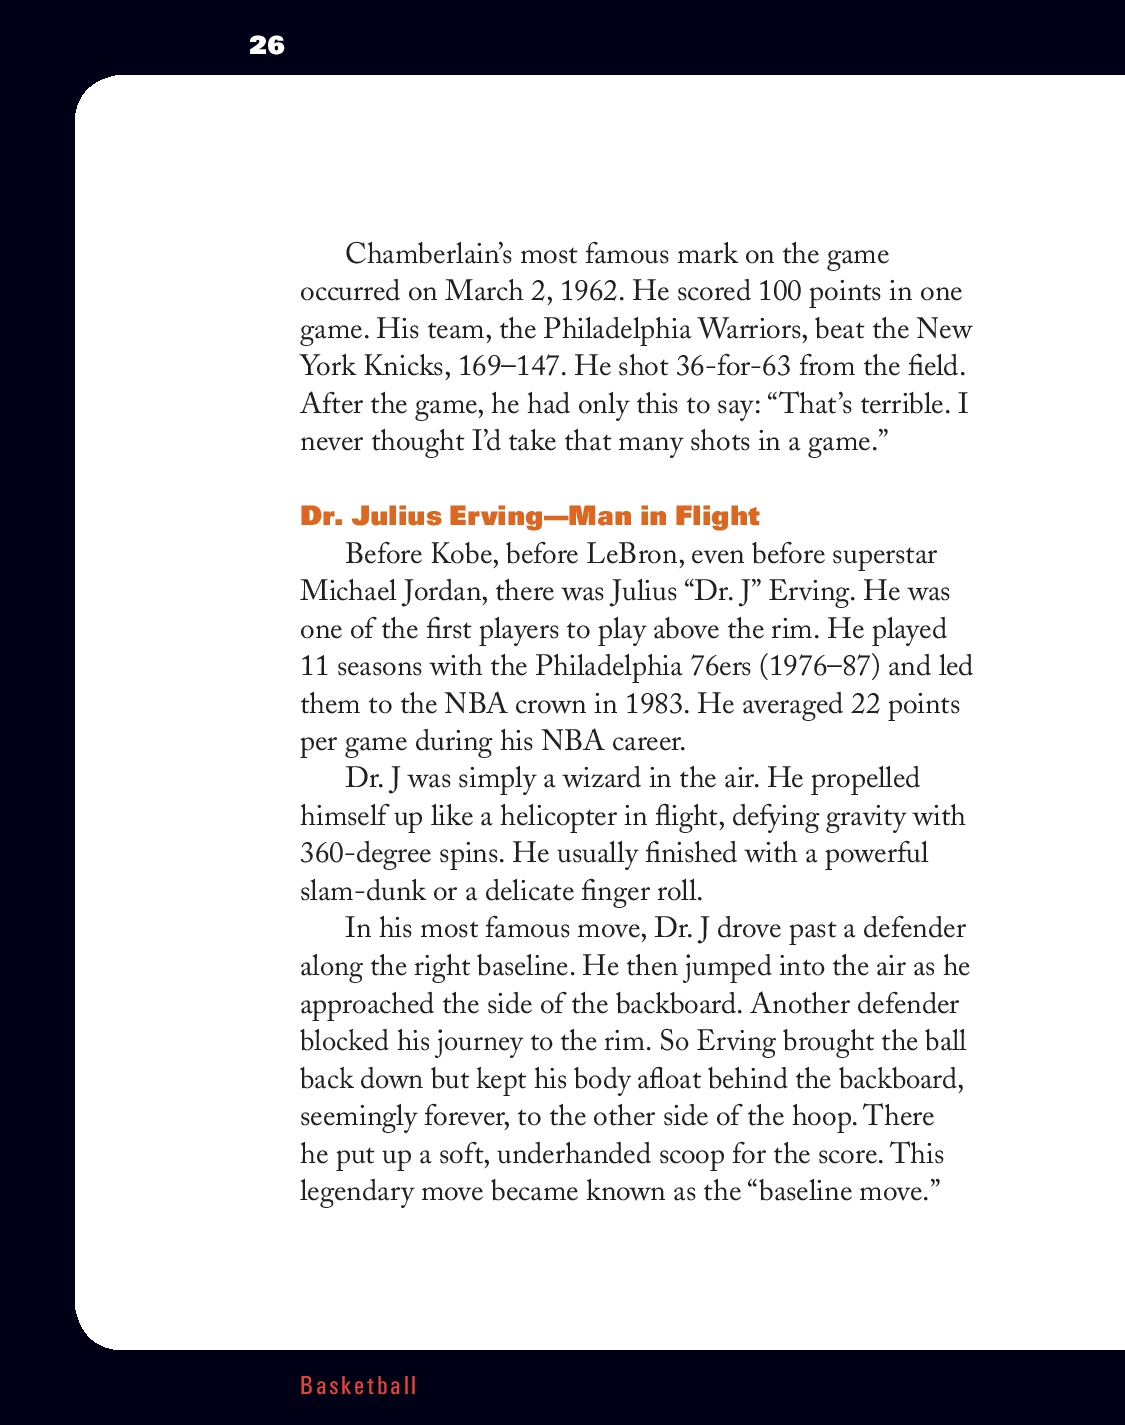 26
Chamberlain’s most famous mark on the game
occurred on March 2, 1962. He scored 100 points in one
game. His team, the Philadelphia Warriors, beat the New
York Knicks, 169–147. He shot 36-for-63 from the field.
After the game, he had only this to say: “That’s terrible. I
never thought I’d take that many shots in a game.”
Dr. Julius Erving—Man in Flight
Before Kobe, before LeBron, even before superstar
Michael Jordan, there was Julius “Dr. J” Erving. He was
one of the first players to play above the rim. He played
11 seasons with the Philadelphia 76ers (1976–87) and led
them to the NBA crown in 1983. He averaged 22 points
per game during his NBA career.
Dr. J was simply a wizard in the air. He propelled
himself up like a helicopter in flight, defying gravity with
360-degree spins. He usually finished with a powerful
slam-dunk or a delicate finger roll.
In his most famous move, Dr. J drove past a defender
along the right baseline. He then jumped into the air as he
approached the side of the backboard. Another defender
blocked his journey to the rim. So Erving brought the ball
back down but kept his body afloat behind the backboard,
seemingly forever, to the other side of the hoop. There
he put up a soft, underhanded scoop for the score. This
legendary move became known as the “baseline move.”
Basketball